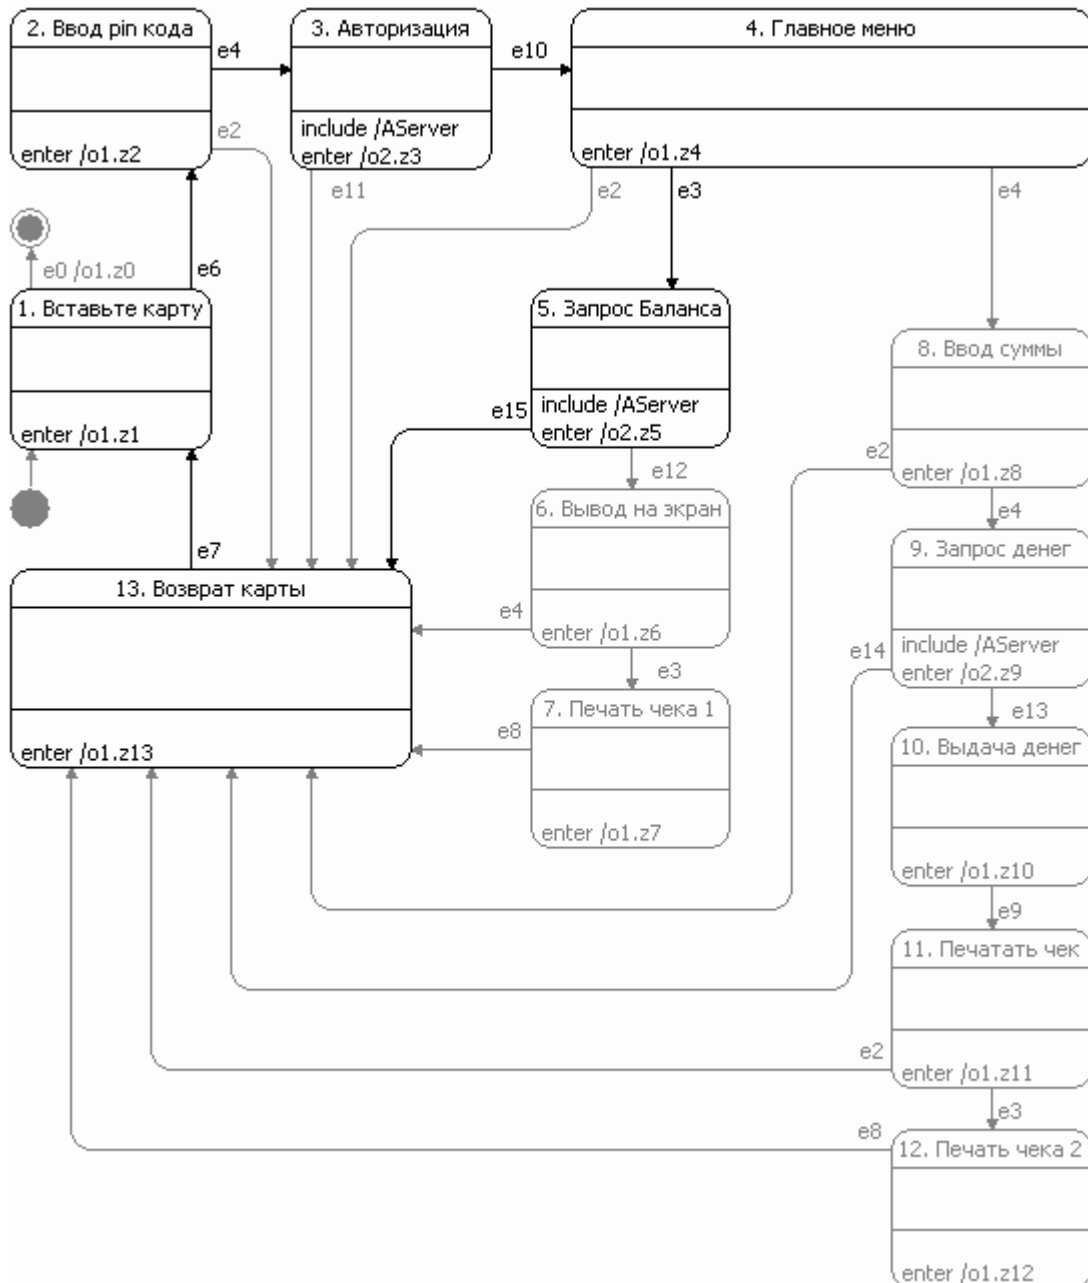 2. Ввод pin кода
enter /o1.z2
e4
3. Авторизация
include /AServer
enter /o2.z3
e10
4. Главное меню
enter /o1.z4
e2
e11
e2
e3
e4
e0 /o1.z0
e6
1. Вставьте карту
enter /o1.z1
5. Запрос Баланса
include /AServer
enter /o2.z5
e15
e12
8. Ввод суммы
enter /o1.z8
e2
e4
6. Вывод на экран
enter /o1.z6
e4
e3
9. Запрос денег
include /AServer
enter /o2.z9
e14
e13
e7
13. Возврат карты
enter /o1.z13
7. Печать чека 1
enter /o1.z7
e8
10. Выдача денег
enter /o1.z10
e9
11. Печатать чек
enter /o1.z11
e2
e3
e8
12. Печать чека 2
enter /o1.z12